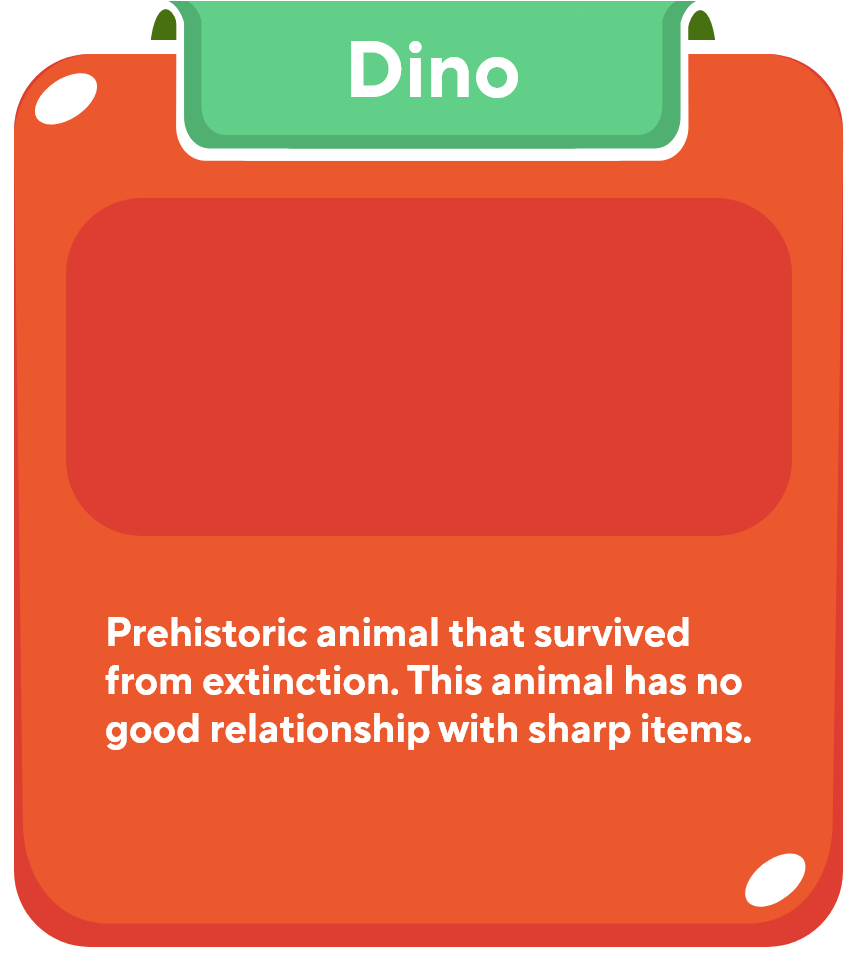 Dino
Prehistoric animal that survived
from extinction. This animal has no
good relationship with sharp items.